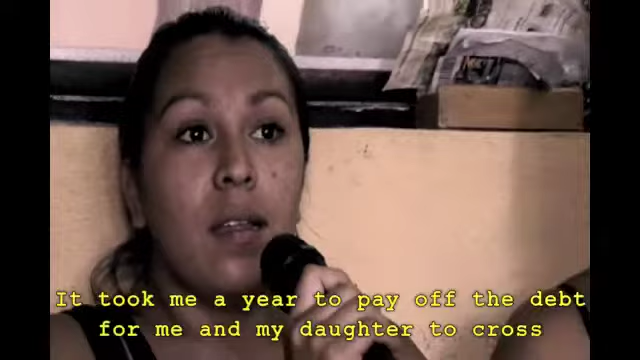 It took me a year to pay off the debt
for me and my daughter to cross